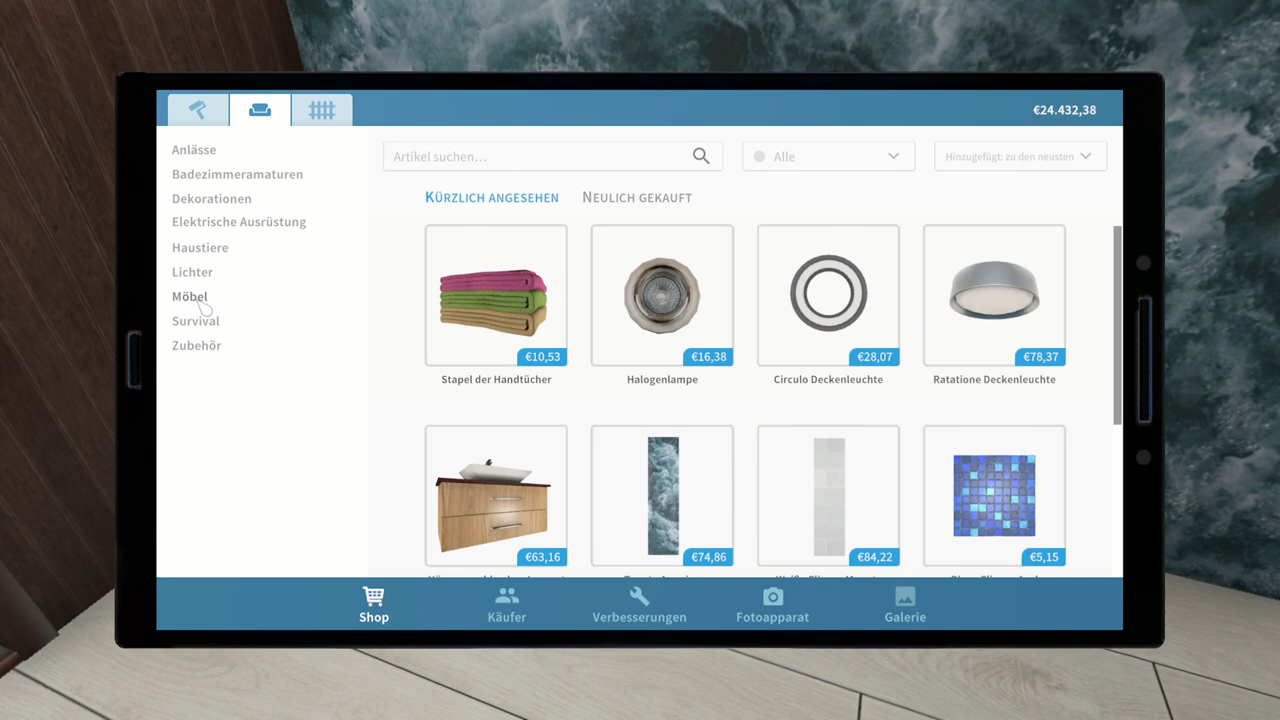 €24.432,38
Anlässe
Badezimmeramaturen
Dekorationen
Elektrische Ausrüstung
Haustiere
Lichter
Möbel
Survival
Zubehör
Artikel suchen...
Alle
Hinzugefügt: zu den neusten
KÜRZLICH ANGESEHEN
NEULICH GEKAUFT
€10,53
€16,38
€28,07
€78,37
Stapel der Handtücher
Halogenlampe
Circulo Deckenleuchte
Ratatione Deckenleuchte
€63,16
€74,86
€84,22
€5,15
Shop
Käufer
Verbesserungen
Fotoapparat
Galerie